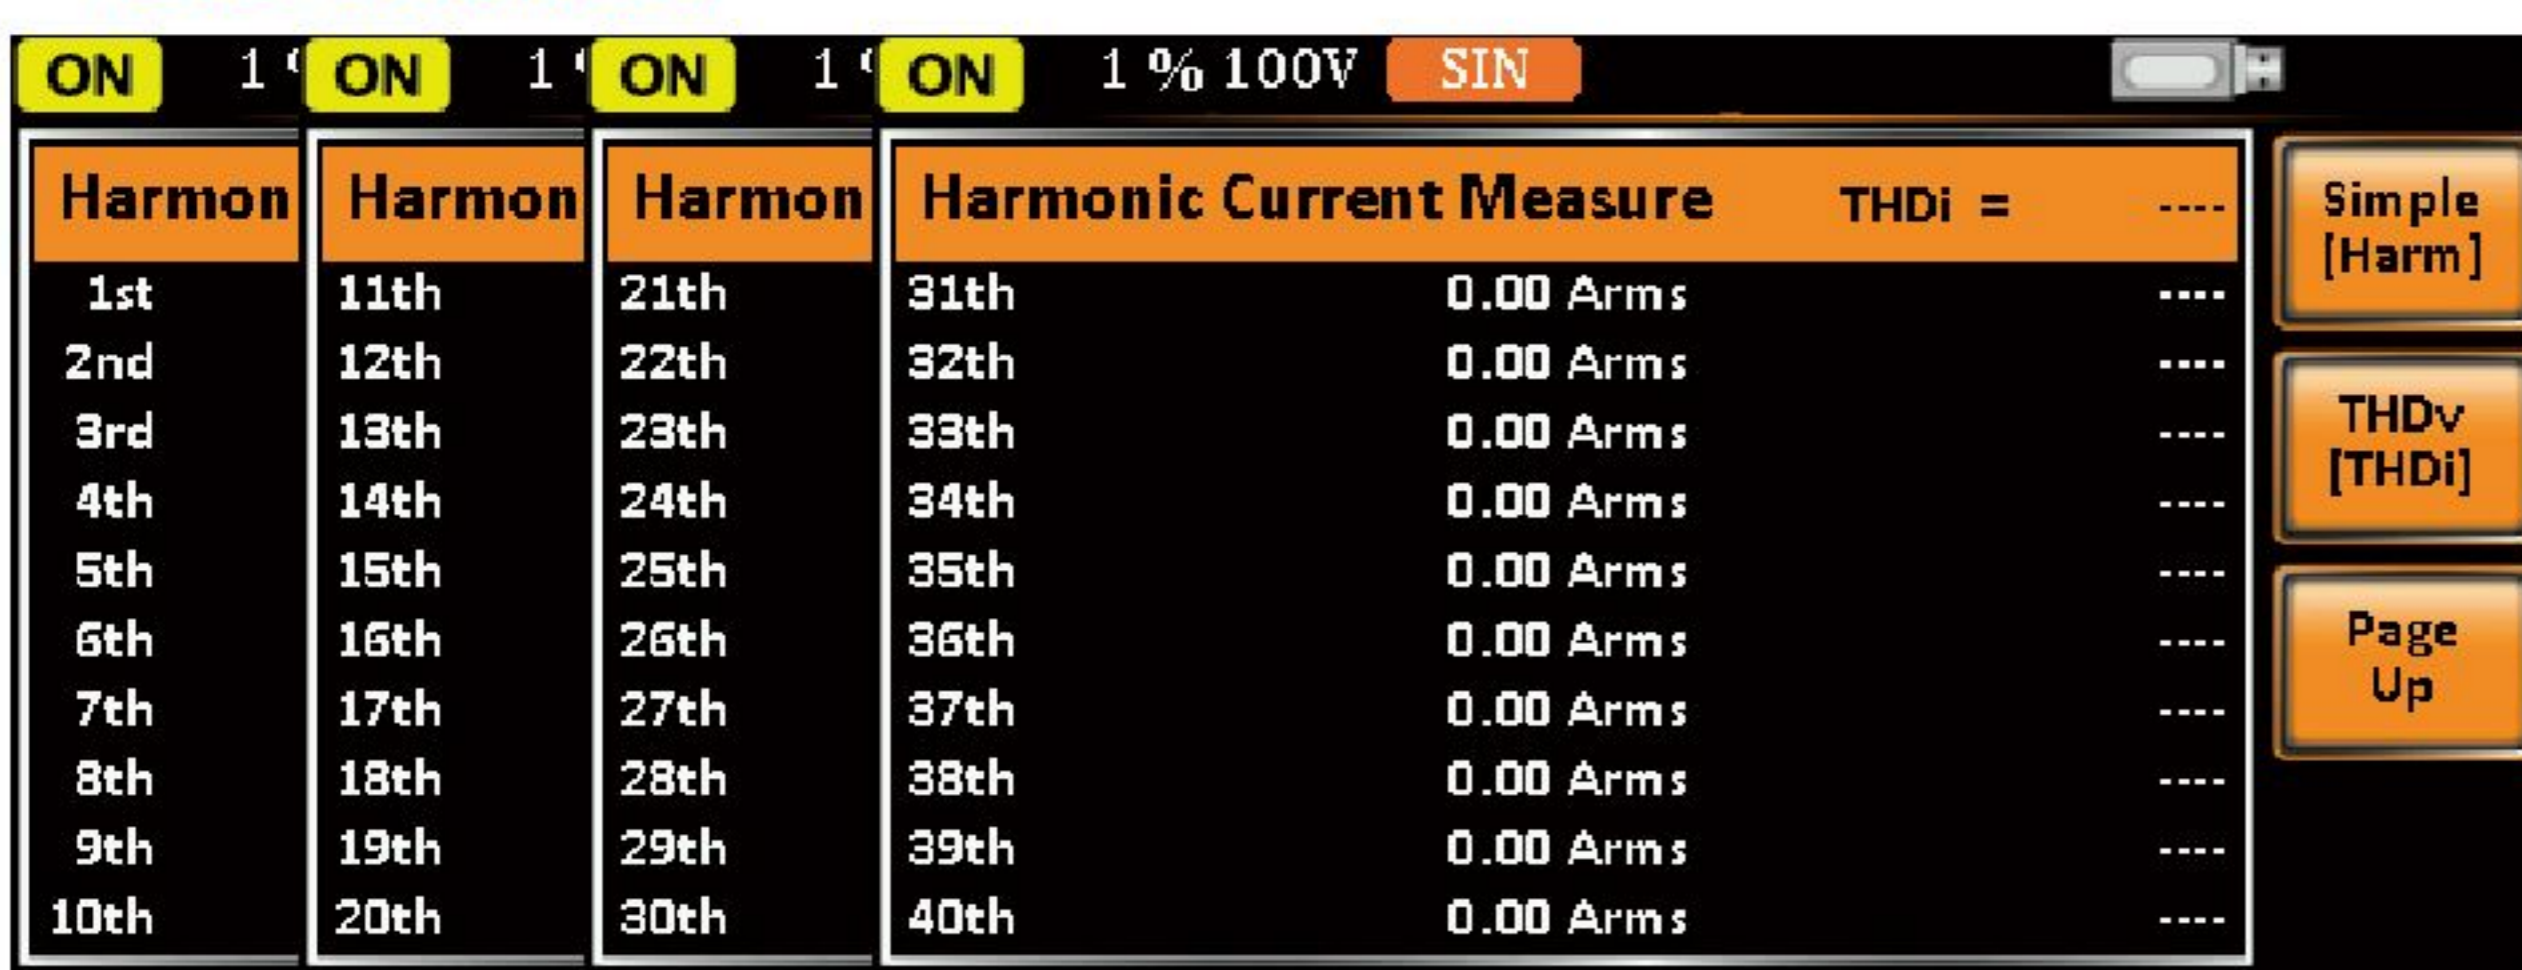 ON 1 ON 1 ON 1 ON 1 % 100V SIN
Harmon Harmon Harmon Harmonic Current Measure THDi = ----
1st 11th 21th 31th 0.00 Arms ----
2nd 12th 22th 32th 0.00 Arms ----
3rd 13th 23th 33th 0.00 Arms ----
4th 14th 24th 34th 0.00 Arms ----
5th 15th 25th 35th 0.00 Arms ----
6th 16th 26th 36th 0.00 Arms ----
7th 17th 27th 37th 0.00 Arms ----
8th 18th 28th 38th 0.00 Arms ----
9th 19th 29th 39th 0.00 Arms ----
10th 20th 30th 40th 0.00 Arms ----
Simple
[Harm]
THDv
[THDi]
Page
Up